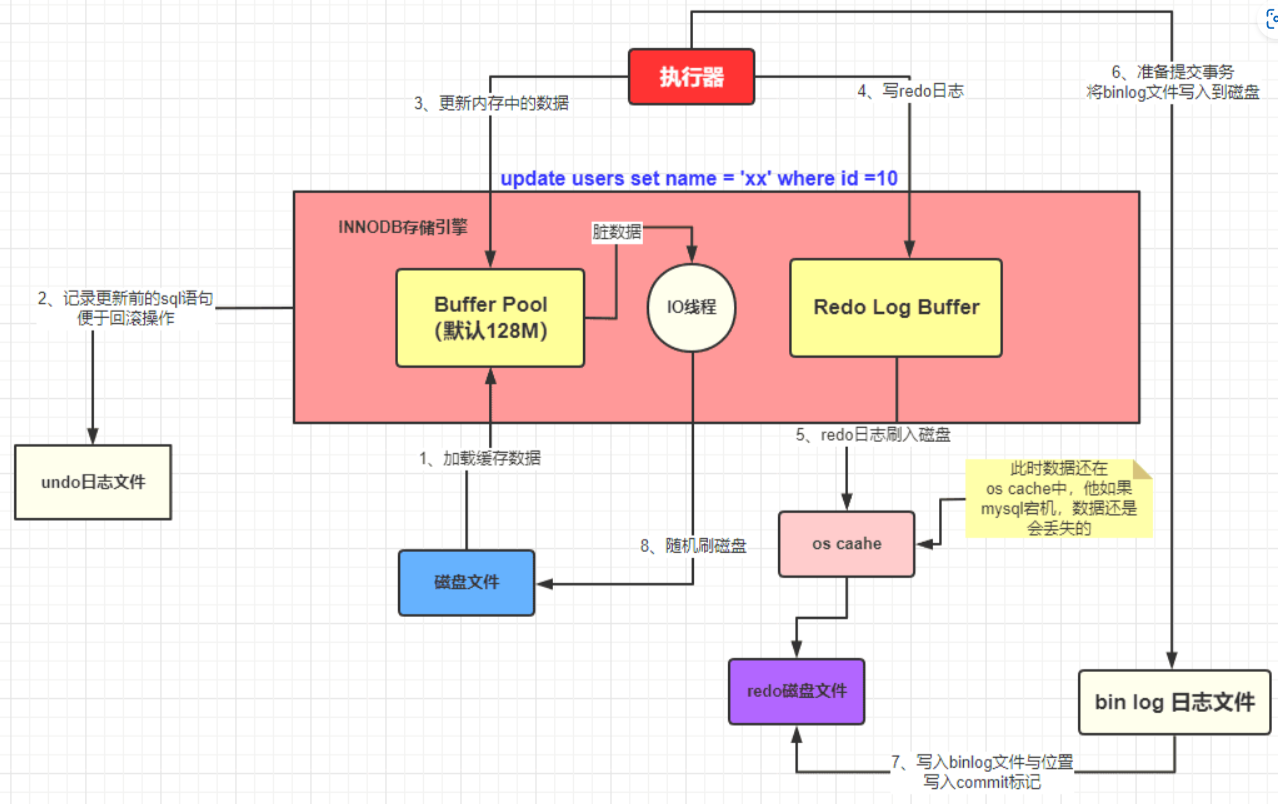 执行器
6、准备提交事务
将binlog文件写入到磁盘
3、更新内存中的数据
4、写redo日志
update users set name = 'xx' where id =10
INNODB存储引擎
脏数据
2、记录更新前的sql语句
便于回滚操作
Buffer Pool
（默认128M）
IO线程
Redo Log Buffer
5、redo日志刷入磁盘
1、加载缓存数据
undo日志文件
此时数据还在
os cache中，他如果
mysql宕机，数据还是
会丢失的
8、随机刷磁盘
os caahe
磁盘文件
redo磁盘文件
bin log 日志文件
7、写入binlog文件与位置
写入commit标记